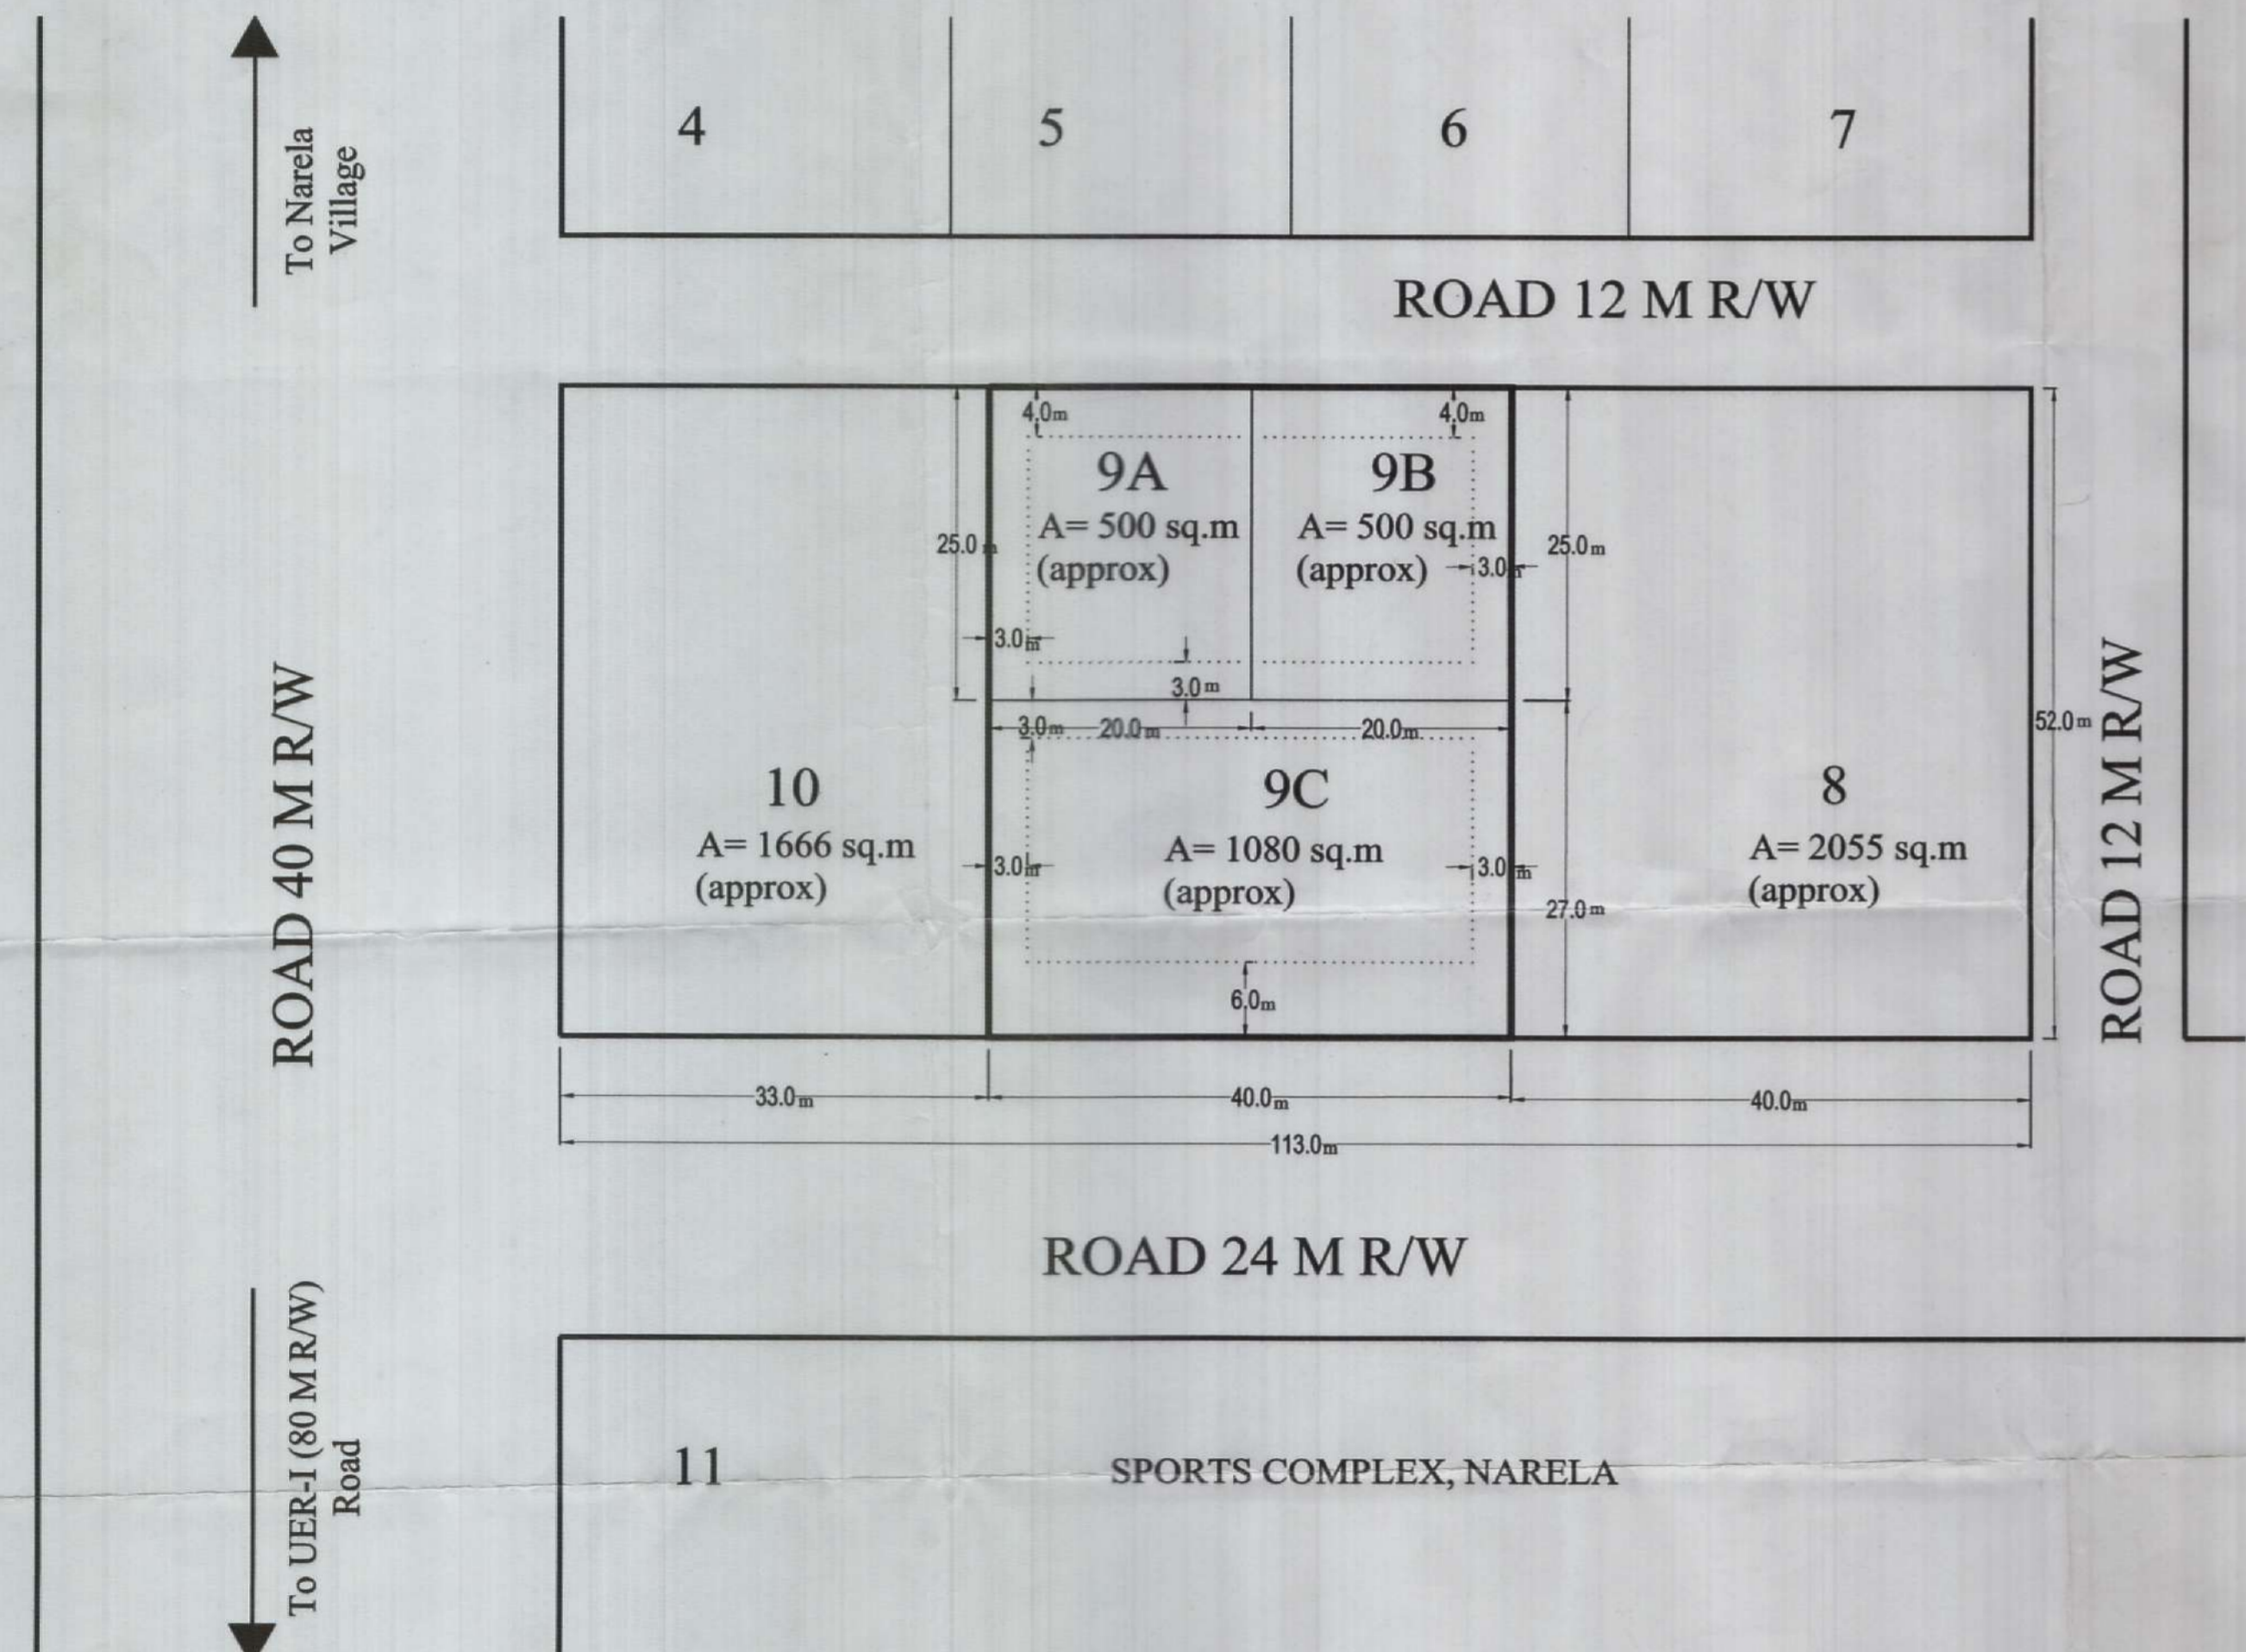 4
5
6
7
To Narela
Village
ROAD 12 M R/W
4.0m
4.0m
9A
A= 500 sq.m
(approx)
9B
A= 500 sq.m
(approx)
25.0 m
3.0m
25.0m
3.0m
3.0m
3.0m
20.0m
20.0m
52.0m
ROAD 40 M R/W
10
A= 1666 sq.m
(approx)
9C
A= 1080 sq.m
(approx)
3.0m
3.0m
8
A= 2055 sq.m
(approx)
27.0m
ROAD 12 M R/W
6.0m
33.0m
40.0m
40.0m
113.0m
ROAD 24 M R/W
To UER-I (80 M R/W)
Road
11
SPORTS COMPLEX, NARELA